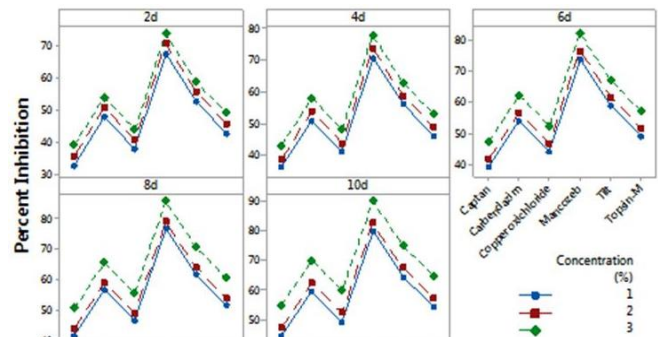 2d
4d
6d
70
60
50
40
30
80
70
60
50
40
80
70
60
50
40
Percent Inhibition
8d
10d
80
70
60
50
90
80
70
60
50
Captan
Copperoxichloride
Mancozeb
Tilt
Topsin-M
Concentration
(%)
1
2
3